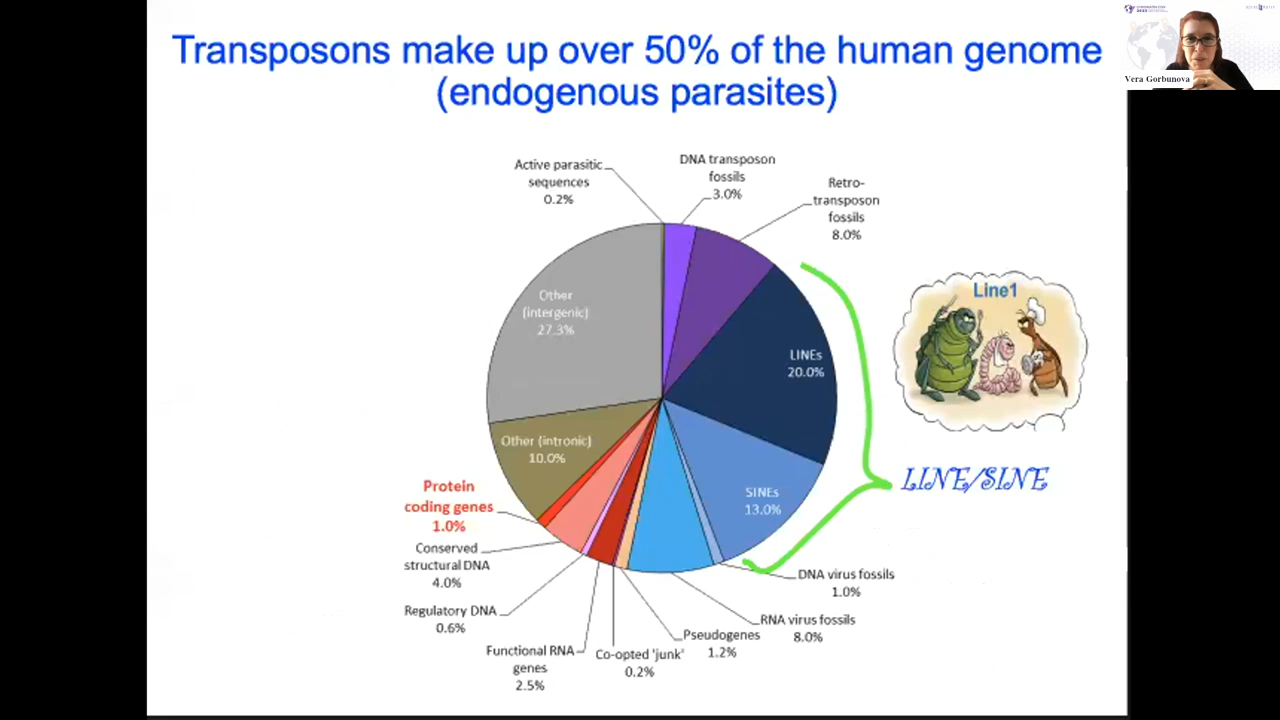 Transposons make up over 50% of the human genome
(endogenous parasites)
Vera Gorbunova
Active parasitic
sequences
0.2%
DNA transposon
fossils
3.0%
Retro-
transposon
fossils
8.0%
Other
(intergenic)
27.3%
LINEs
20.0%
Line1
Other (intronic)
10.0%
SINEs
13.0%
LINE/SINE
Protein
coding genes
1.0%
Conserved
structural DNA
4.0%
DNA virus fossils
1.0%
Regulatory DNA
0.6%
RNA virus fossils
8.0%
Functional RNA
genes
2.5%
Co-opted 'junk'
0.2%
Pseudogenes
1.2%